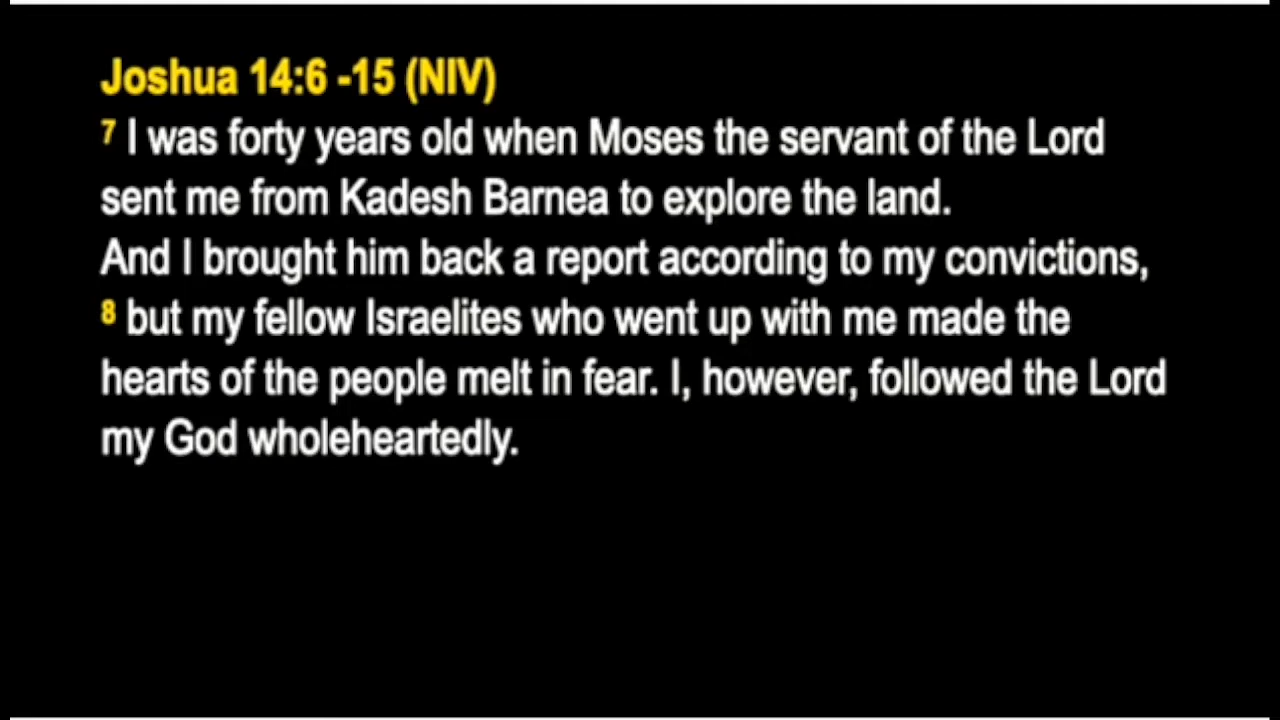 Joshua 14:6 -15 (NIV)
7 I was forty years old when Moses the servant of the Lord
sent me from Kadesh Barnea to explore the land.
And I brought him back a report according to my convictions,
8 but my fellow Israelites who went up with me made the
hearts of the people melt in fear. I, however, followed the Lord
my God wholeheartedly.